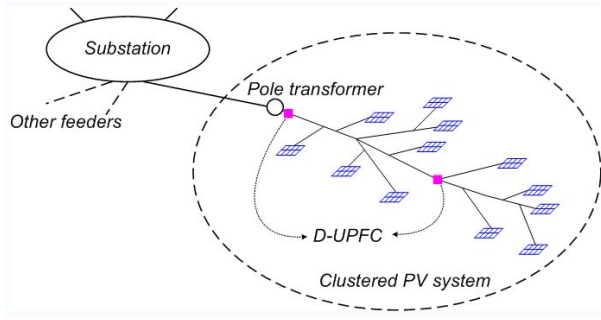 Substation
Pole transformer
Other feeders
D-UPFC
Clustered PV system